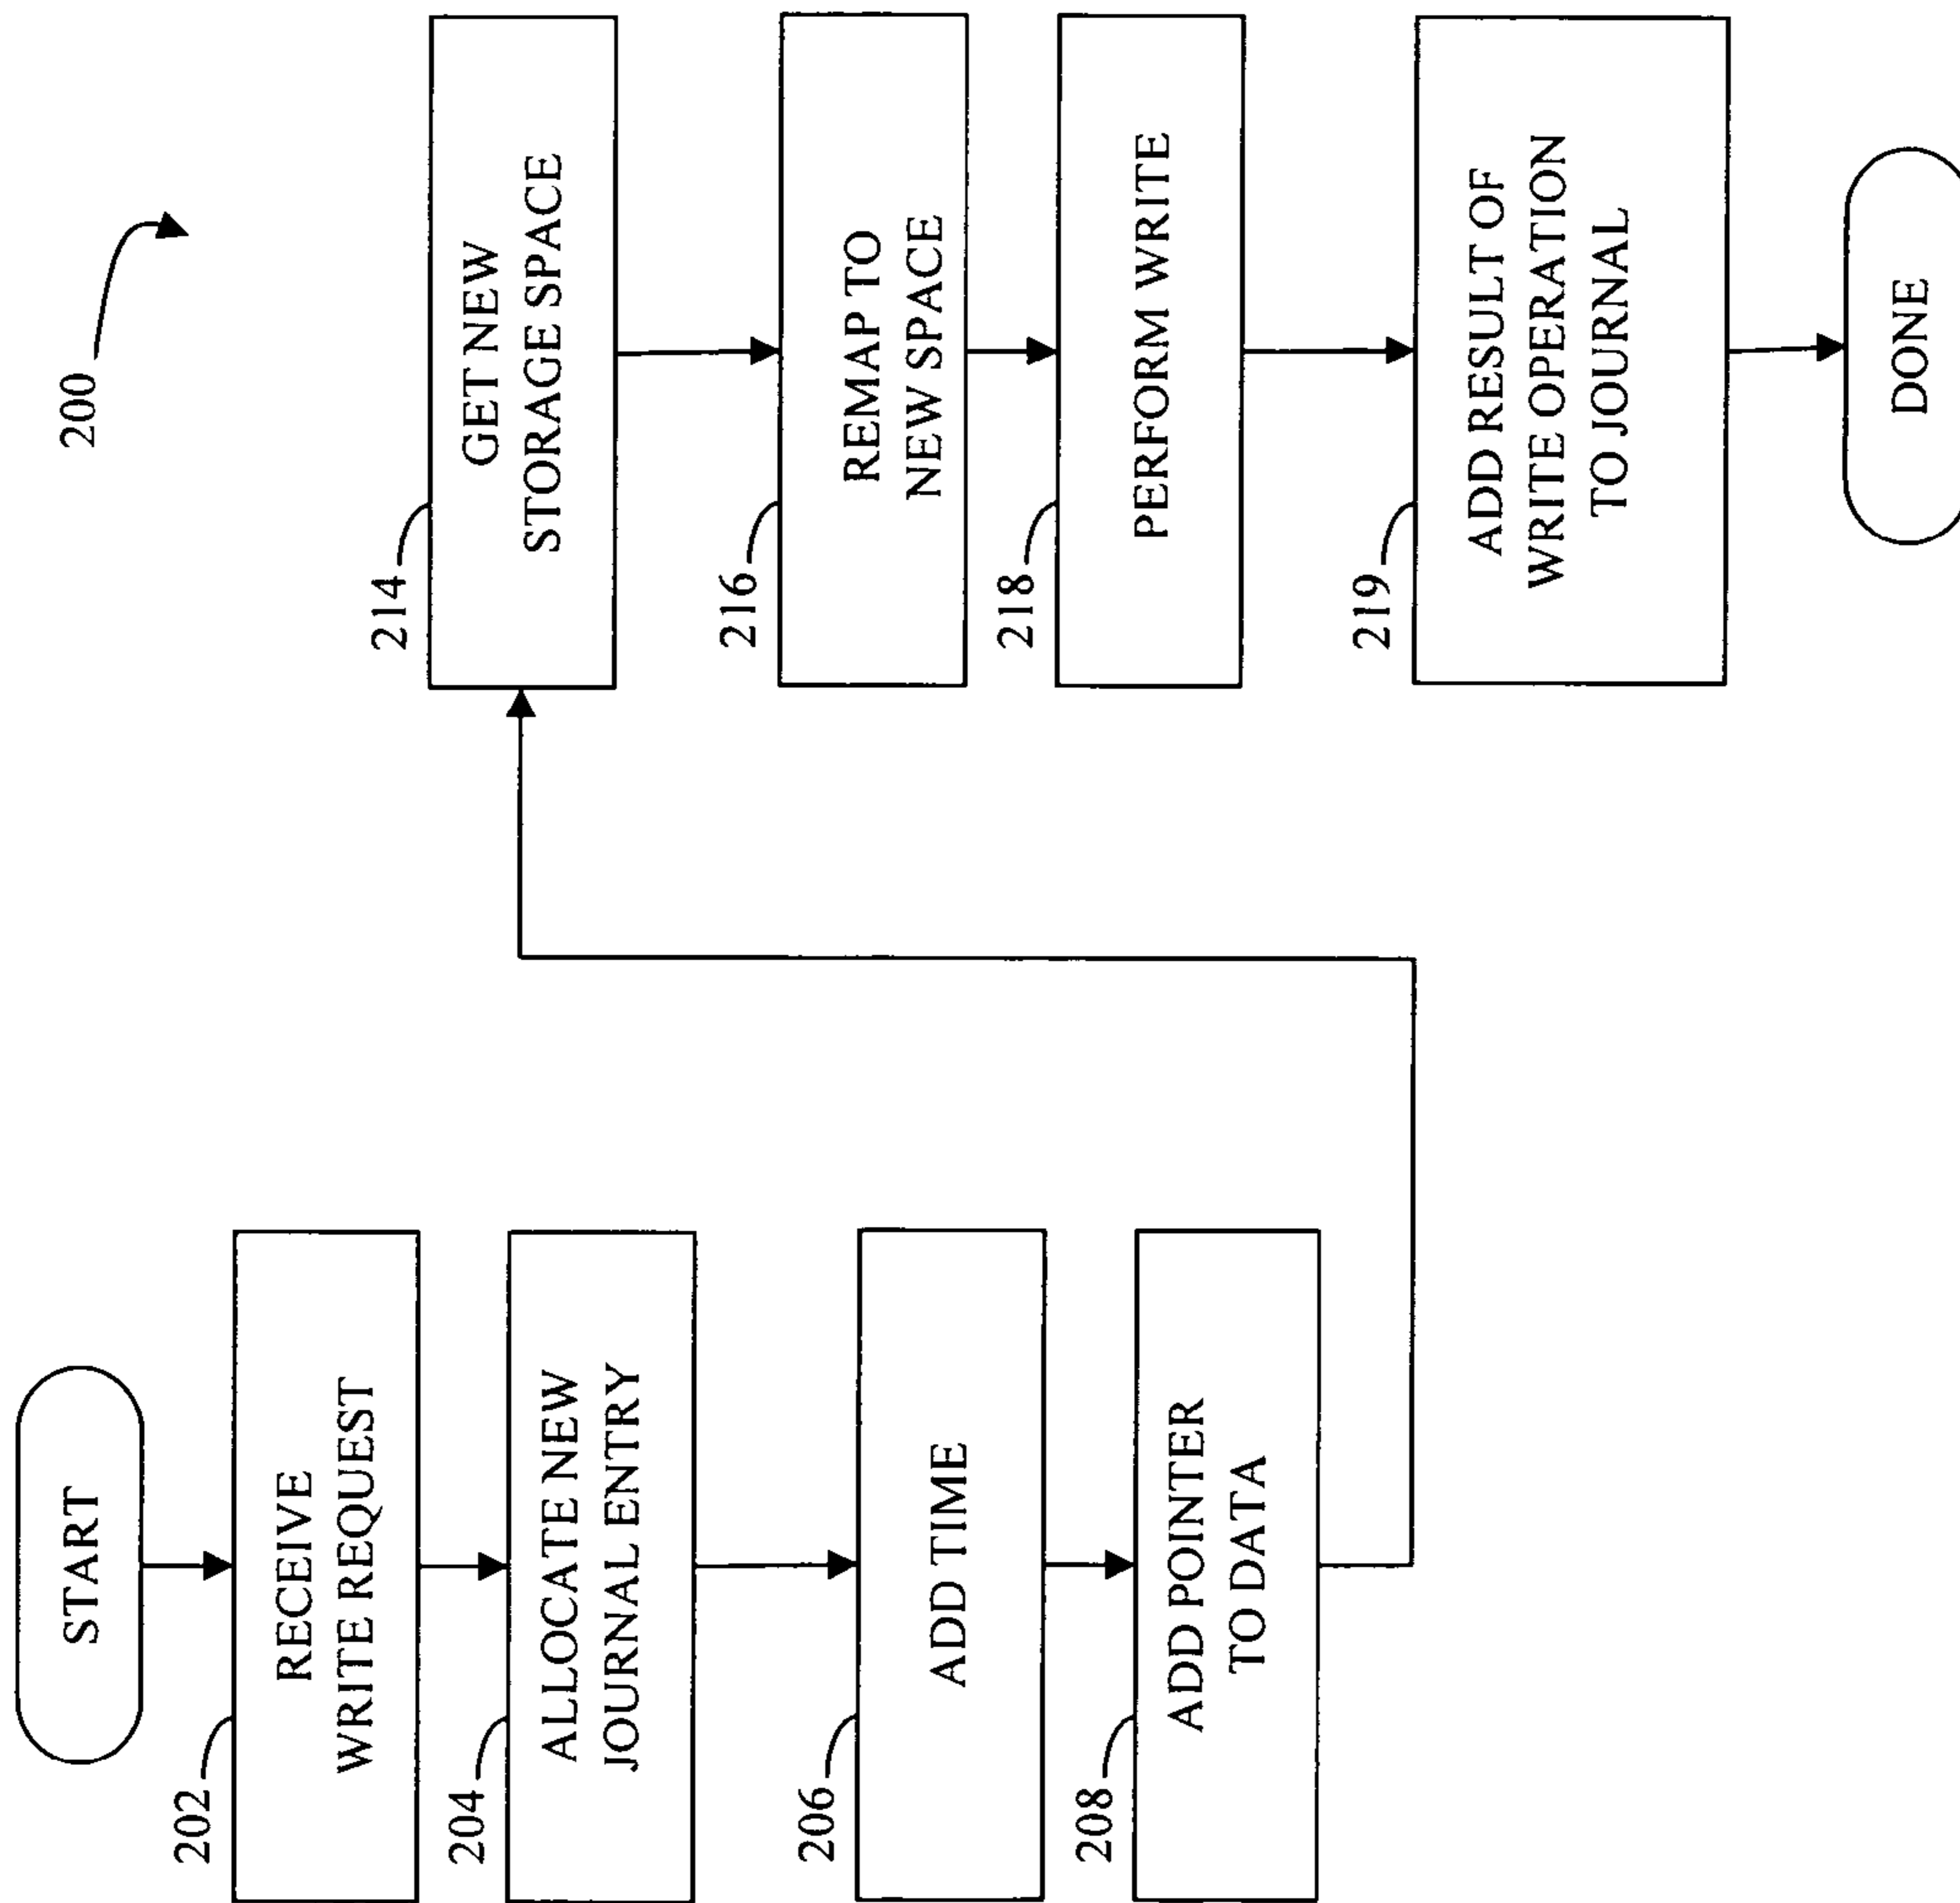 200
START
202
RECEIVE
WRITE REQUEST
204
ALLOCATE NEW
JOURNAL ENTRY
206
ADD TIME
208
ADD POINTER
TO DATA
214
GET NEW
STORAGE SPACE
216
REMAP TO
NEW SPACE
218
PERFORM WRITE
219
ADD RESULT OF
WRITE OPERATION
TO JOURNAL
DONE